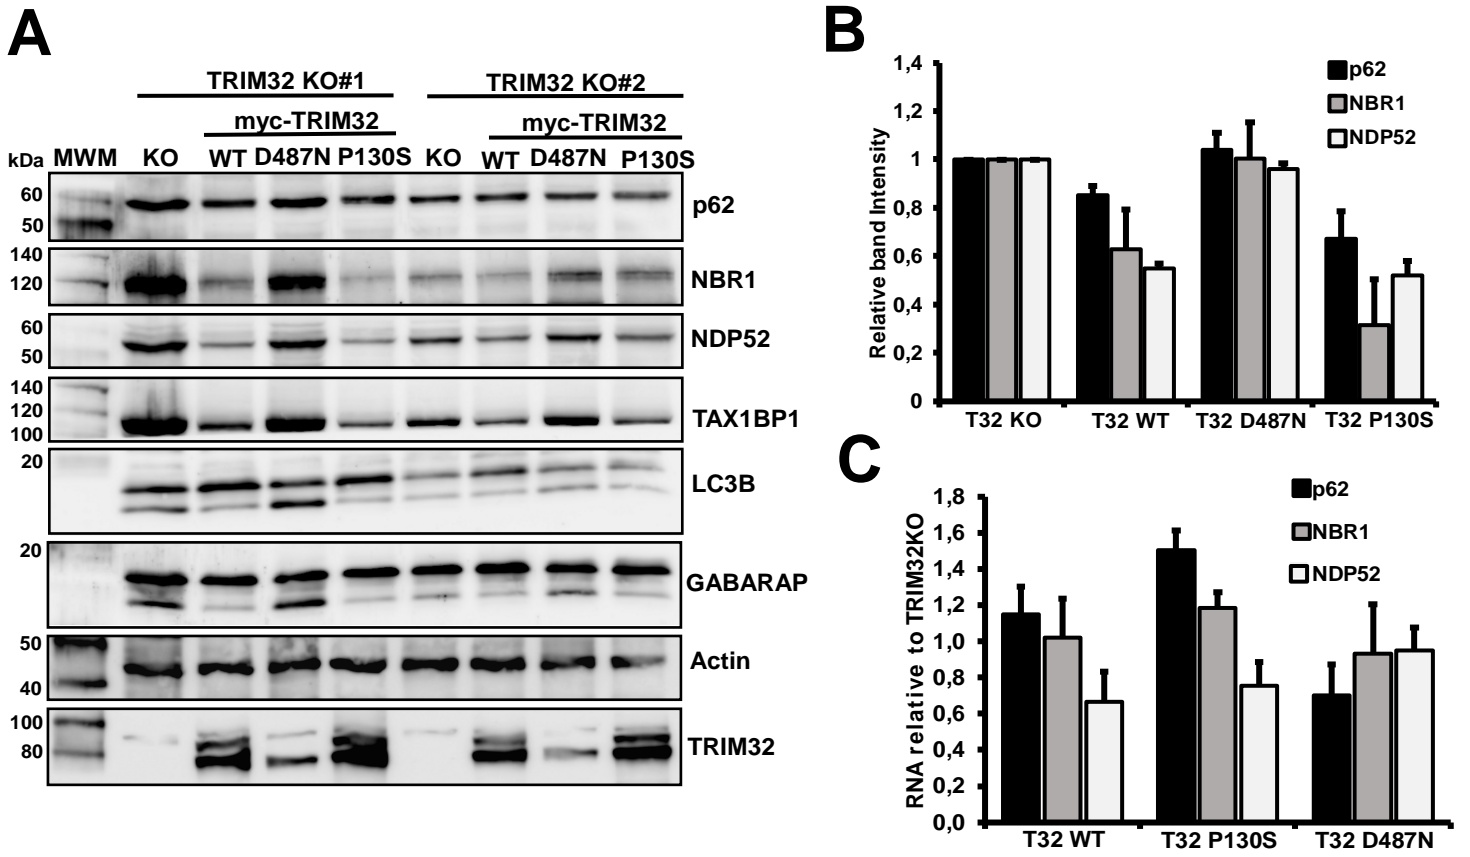 A
TRIM32 KO#1 TRIM32 KO#2
myc-TRIM32 myc-TRIM32
kDa MWM KO WT D487N P130S KO WT D487N P130S
60
50
p62
140
120
NBR1
60
50
NDP52
140
120
100
TAX1BP1
20
LC3B
20
GABARAP
50
40
Actin
100
80
TRIM32
B
Relative band Intensity
1,4
1,2
1
0,8
0,6
0,4
0,2
0
p62
NBR1
NDP52
T32 KO T32 WT T32 D487N T32 P130S
C
RNA relative to TRIM32KO
1,8
1,6
1,4
1,2
1,0
0,8
0,6
0,4
0,2
0,0
p62
NBR1
NDP52
T32 WT T32 P130S T32 D487N